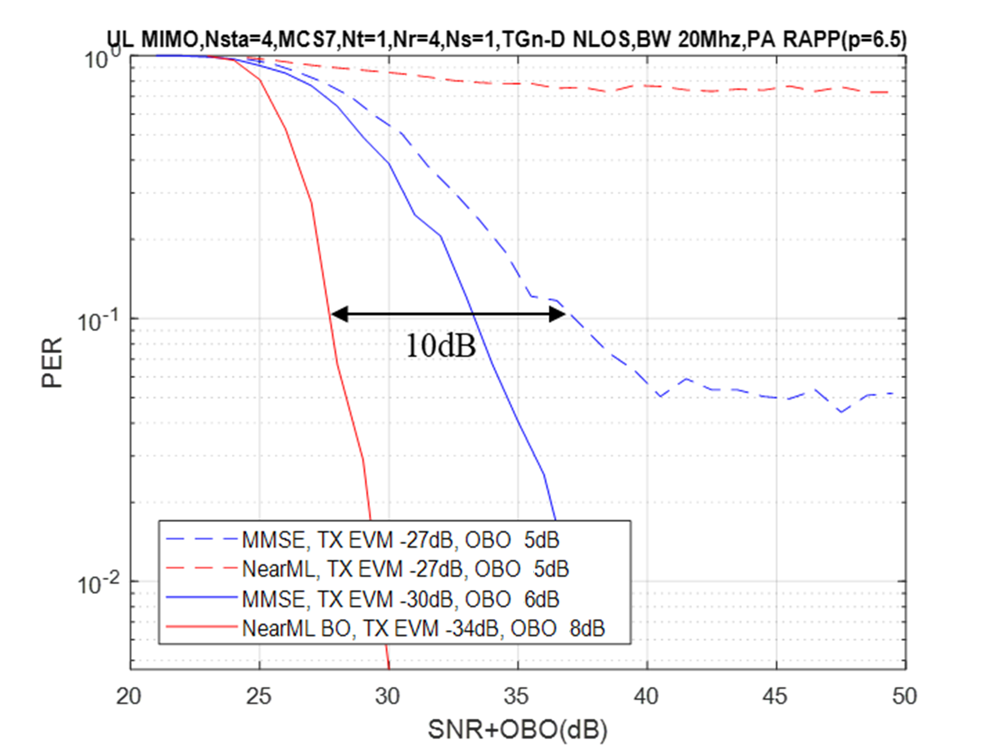 UL MIMO,Nsta=4,MCS7,Nt=1,Nr=4,Ns=1,TGn-D NLOS,BW 20Mhz,PA RAPP(p=6.5)
10^0
10^-1
10^-2
PER
10dB
MMSE, TX EVM -27dB, OBO 5dB
NearML, TX EVM -27dB, OBO 5dB
MMSE, TX EVM -30dB, OBO 6dB
NearML BO, TX EVM -34dB, OBO 8dB
20 25 30 35 40 45 50
SNR+OBO(dB)